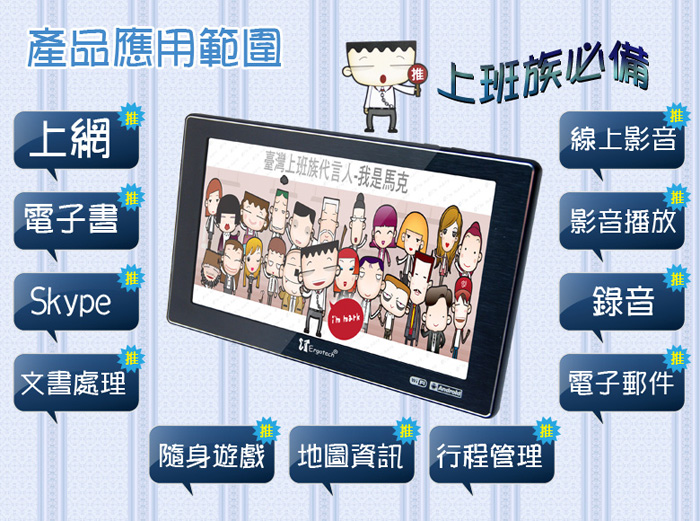 產品應用範圍
推
上班族必備
上網
推
電子書
推
Skype
推
文書處理
推
臺灣上班族代言人-我是馬克
i'm mark
Ergotech®
WiFi
Android
線上影音
推
影音播放
推
錄音
推
電子郵件
推
隨身遊戲
推
地圖資訊
推
行程管理
推